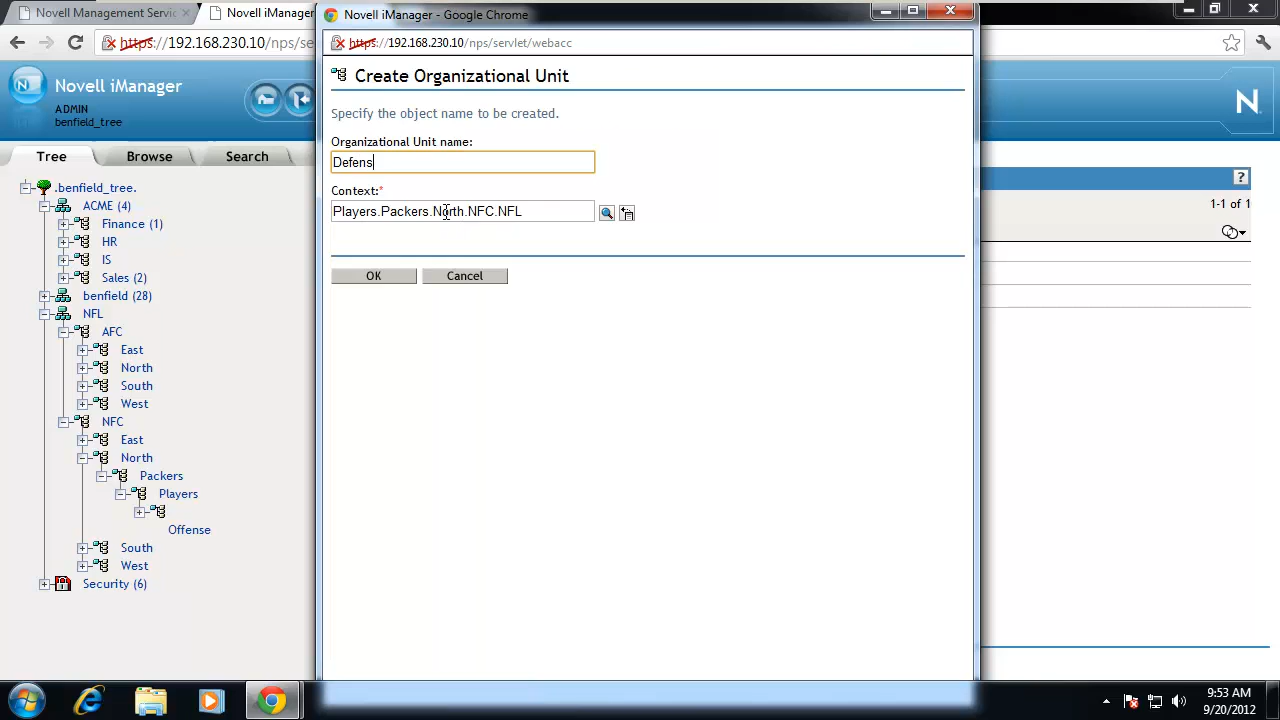 Novell Management Servic
Novell iManager
Novell iManager - Google Chrome
https://192.168.230.10/nps/se
https://192.168.230.10/nps/servlet/webacc
Novell iManager
ADMIN
benfield_tree
N
Tree
Browse
Search
.benfield_tree.
ACME (4)
Finance (1)
HR
IS
Sales (2)
benfield (28)
NFL
AFC
East
North
South
West
NFC
East
North
Packers
Players
Offense
South
West
Security (6)
Create Organizational Unit
Specify the object name to be created.
Organizational Unit name:
Defens
Context:*
Players.Packers.North.NFC.NFL
OK
Cancel
?
1-1 of 1
9:53 AM
9/20/2012